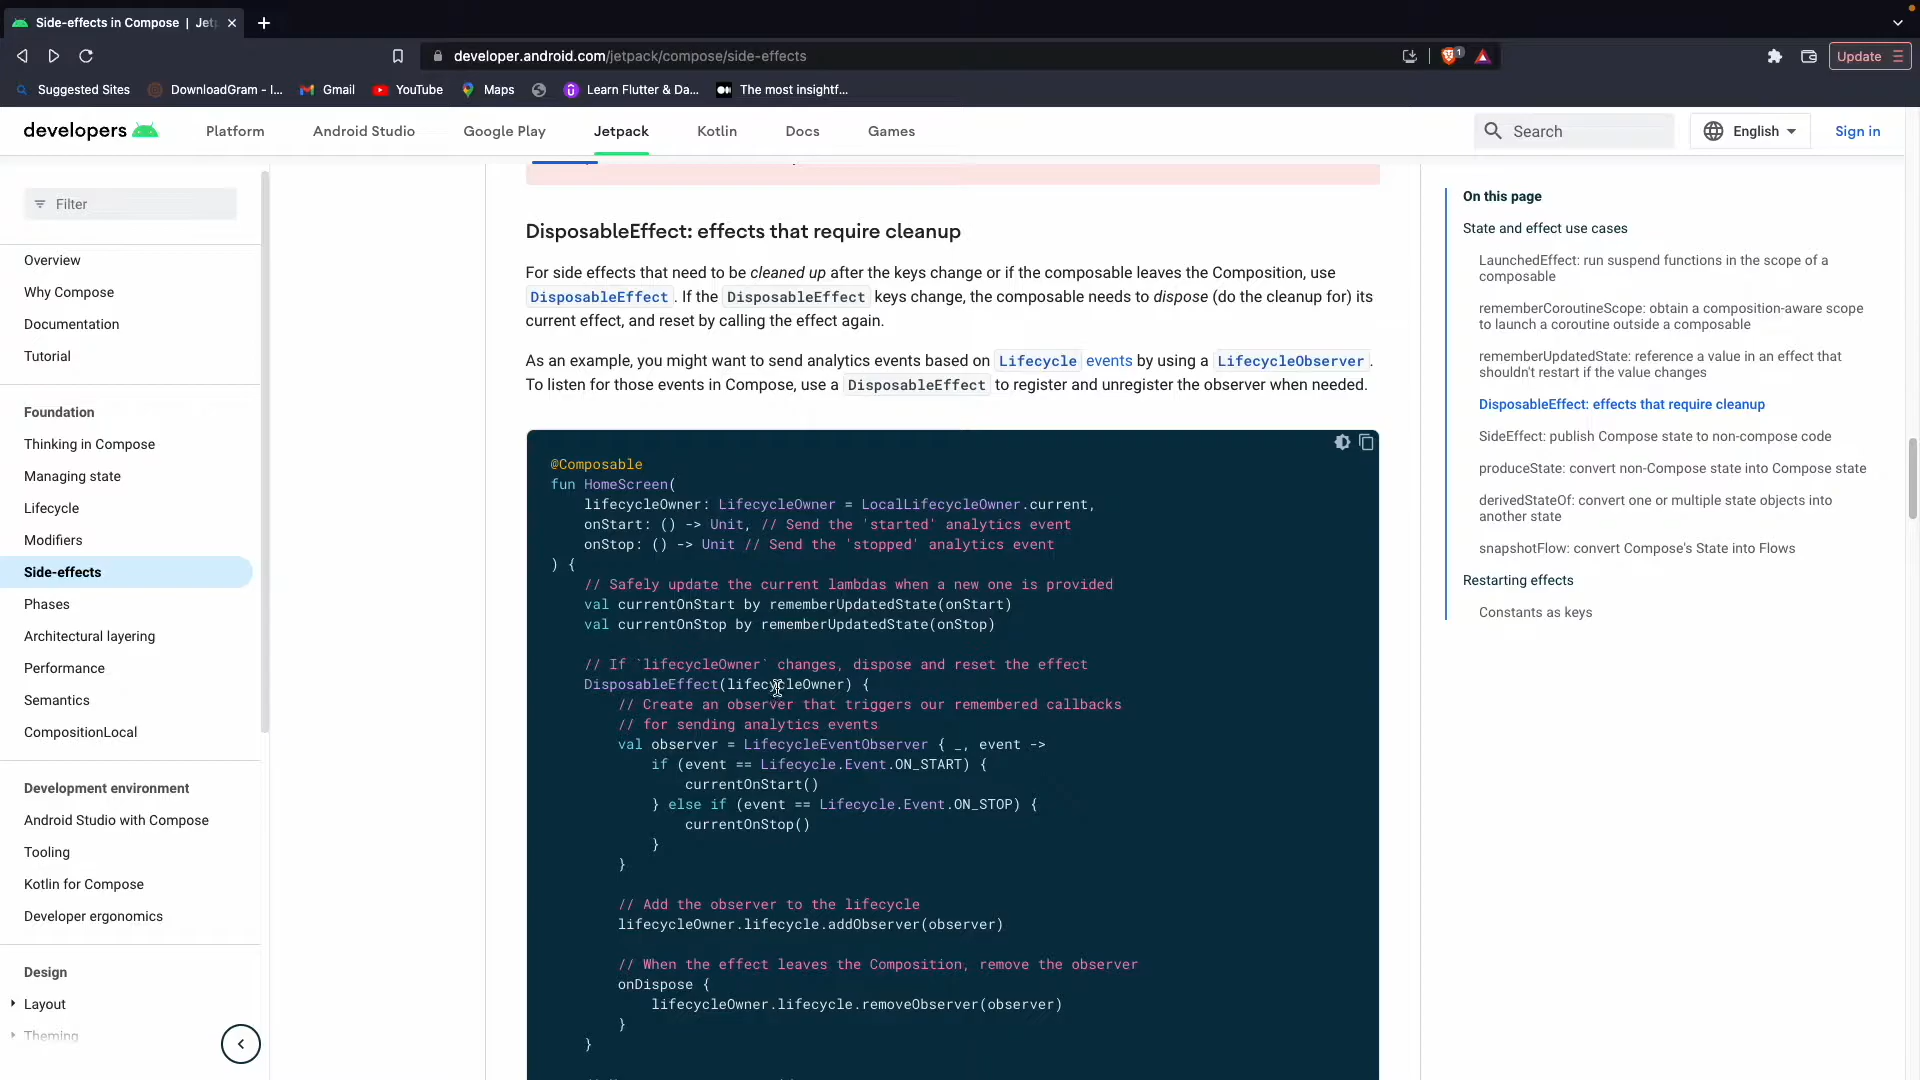 Side-effects in Compose | Jet
developer.android.com/jetpack/compose/side-effects
1
Update
Suggested Sites
DownloadGram - I...
Gmail
YouTube
Maps
Learn Flutter & Da...
The most insightf...
developers
Platform
Android Studio
Google Play
Jetpack
Kotlin
Docs
Games
Search
English
Sign in
Filter
Overview
Why Compose
Documentation
Tutorial
Foundation
Thinking in Compose
Managing state
Lifecycle
Modifiers
Side-effects
Phases
Architectural layering
Performance
Semantics
CompositionLocal
Development environment
Android Studio with Compose
Tooling
Kotlin for Compose
Developer ergonomics
Design
Layout
Theming
DisposableEffect: effects that require cleanup
For side effects that need to be cleaned up after the keys change or if the composable leaves the Composition, use
DisposableEffect. If the DisposableEffect keys change, the composable needs to dispose (do the cleanup for) its
current effect, and reset by calling the effect again.
As an example, you might want to send analytics events based on Lifecycle events by using a LifecycleObserver.
To listen for those events in Compose, use a DisposableEffect to register and unregister the observer when needed.
@Composable
fun HomeScreen(
    lifecycleOwner: LifecycleOwner = LocalLifecycleOwner.current,
    onStart: () -> Unit, // Send the 'started' analytics event
    onStop: () -> Unit // Send the 'stopped' analytics event
) {
    // Safely update the current lambdas when a new one is provided
    val currentOnStart by rememberUpdatedState(onStart)
    val currentOnStop by rememberUpdatedState(onStop)
    // If `lifecycleOwner` changes, dispose and reset the effect
    DisposableEffect(lifecycleOwner) {
        // Create an observer that triggers our remembered callbacks
        // for sending analytics events
        val observer = LifecycleEventObserver { _, event ->
            if (event == Lifecycle.Event.ON_START) {
                currentOnStart()
            } else if (event == Lifecycle.Event.ON_STOP) {
                currentOnStop()
            }
        }
        // Add the observer to the lifecycle
        lifecycleOwner.lifecycle.addObserver(observer)
        // When the effect leaves the Composition, remove the observer
        onDispose {
            lifecycleOwner.lifecycle.removeObserver(observer)
        }
    }
On this page
State and effect use cases
LaunchedEffect: run suspend functions in the scope of a
composable
rememberCoroutineScope: obtain a composition-aware scope
to launch a coroutine outside a composable
rememberUpdatedState: reference a value in an effect that
shouldn't restart if the value changes
DisposableEffect: effects that require cleanup
SideEffect: publish Compose state to non-compose code
produceState: convert non-Compose state into Compose state
derivedStateOf: convert one or multiple state objects into
another state
snapshotFlow: convert Compose's State into Flows
Restarting effects
Constants as keys